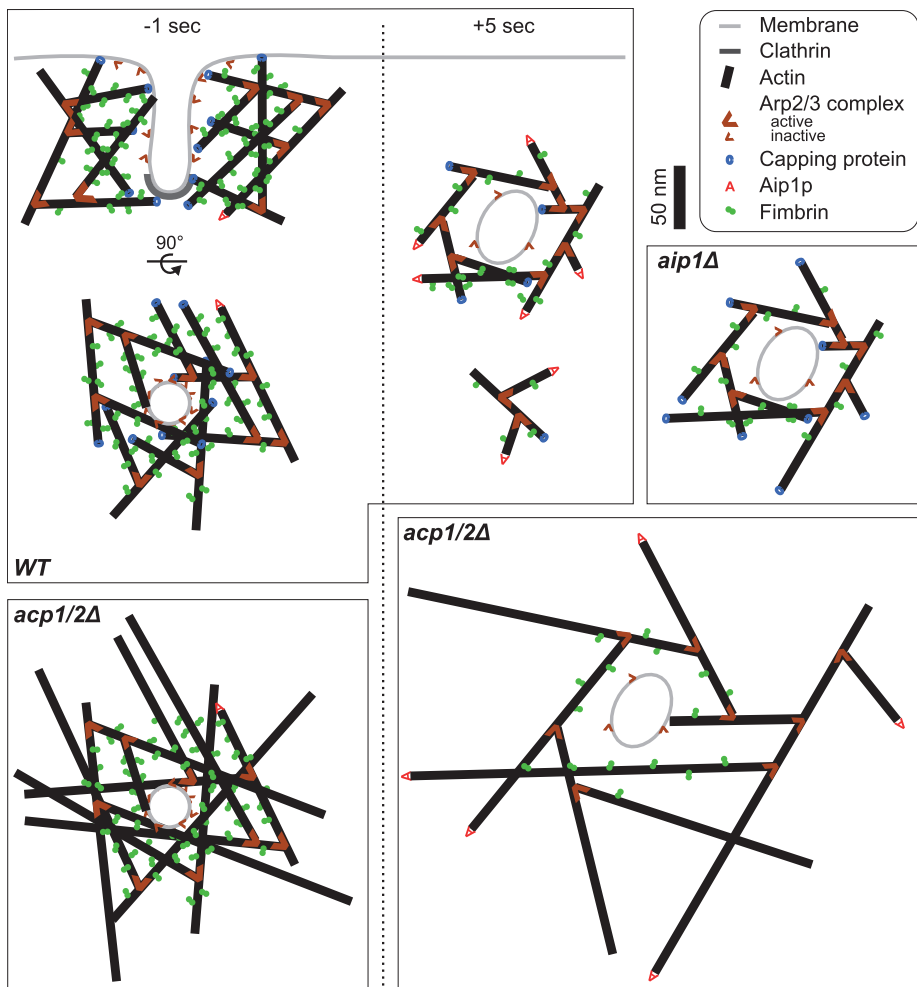 -1 sec
+5 sec
Membrane
Clathrin
Actin
Arp2/3 complex
active
inactive
Capping protein
Aip1p
Fimbrin
50 nm
90°
aip1Δ
WT
acp1/2Δ
acp1/2Δ